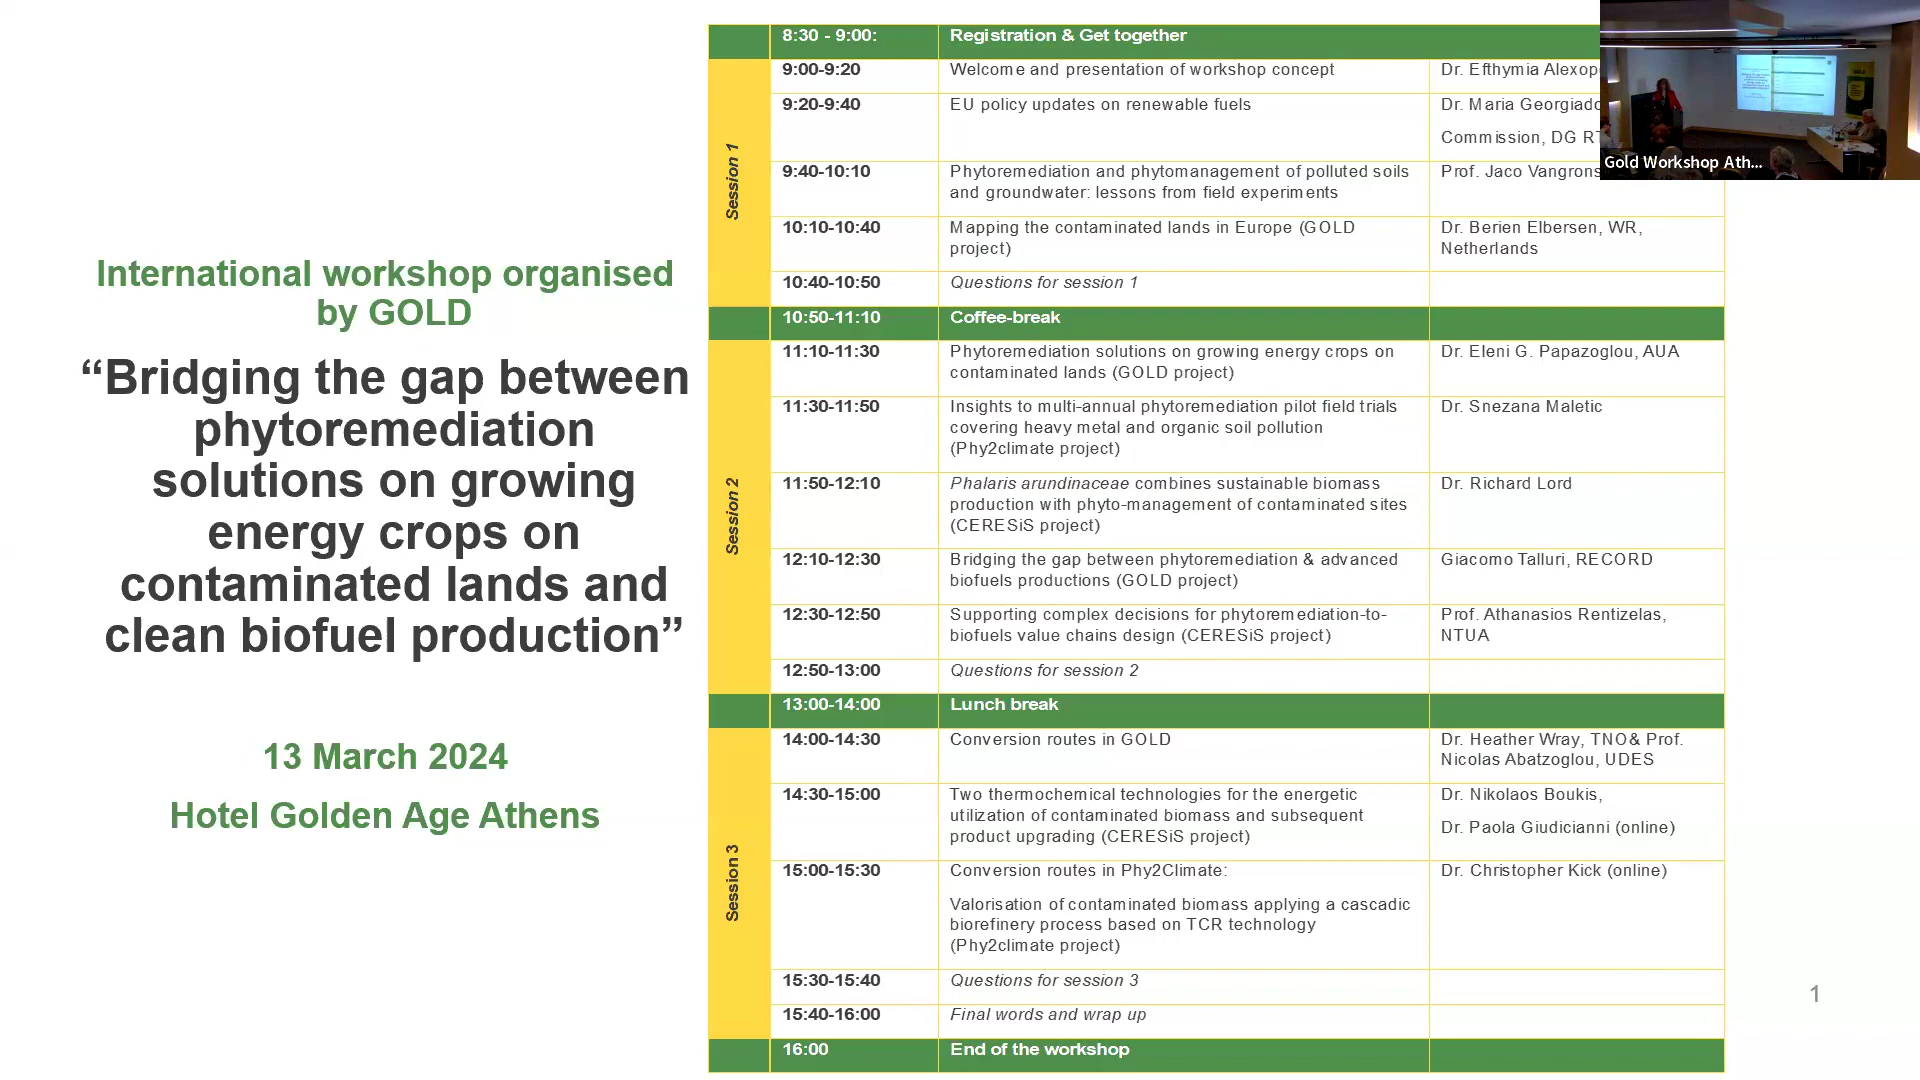 International workshop organised
by GOLD
“Bridging the gap between
phytoremediation
solutions on growing
energy crops on
contaminated lands and
clean biofuel production”
13 March 2024
Hotel Golden Age Athens
8:30 - 9:00: Registration & Get together
Session 1
9:00-9:20 Welcome and presentation of workshop concept Dr. Efthymia
9:20-9:40 EU policy updates on renewable fuels Dr. Maria
Commission, DG
9:40-10:10 Phytoremediation and phytomanagement of polluted soils Prof. Jaco
and groundwater: lessons from field experiments
10:10-10:40 Mapping the contaminated lands in Europe (GOLD Dr. Berien Elbersen, WR,
project) Netherlands
10:40-10:50 Questions for session 1
10:50-11:10 Coffee-break
Session 2
11:10-11:30 Phytoremediation solutions on growing energy crops on Dr. Eleni G. Papazoglou, AUA
contaminated lands (GOLD project)
11:30-11:50 Insights to multi-annual phytoremediation pilot field trials Dr. Snezana Maletic
covering heavy metal and organic soil pollution
(Phy2climate project)
11:50-12:10 Phalaris arundinaceae combines sustainable biomass Dr. Richard Lord
production with phyto-management of contaminated sites
(CERESiS project)
12:10-12:30 Bridging the gap between phytoremediation & advanced Giacomo Talluri, RECORD
biofuels productions (GOLD project)
12:30-12:50 Supporting complex decisions for phytoremediation-to- Prof. Athanasios Rentizelas,
biofuels value chains design (CERESiS project) NTUA
12:50-13:00 Questions for session 2
13:00-14:00 Lunch break
Session 3
14:00-14:30 Conversion routes in GOLD Dr. Heather Wray, TNO& Prof.
Nicolas Abatzoglou, UDES
14:30-15:00 Two thermochemical technologies for the energetic Dr. Nikolaos Boukis,
utilization of contaminated biomass and subsequent
product upgrading (CERESiS project) Dr. Paola Giudicianni (online)
15:00-15:30 Conversion routes in Phy2Climate: Dr. Christopher Kick (online)
Valorisation of contaminated biomass applying a cascadic
biorefinery process based on TCR technology
(Phy2climate project)
15:30-15:40 Questions for session 3
15:40-16:00 Final words and wrap up
16:00 End of the workshop
Gold Workshop Ath...
1